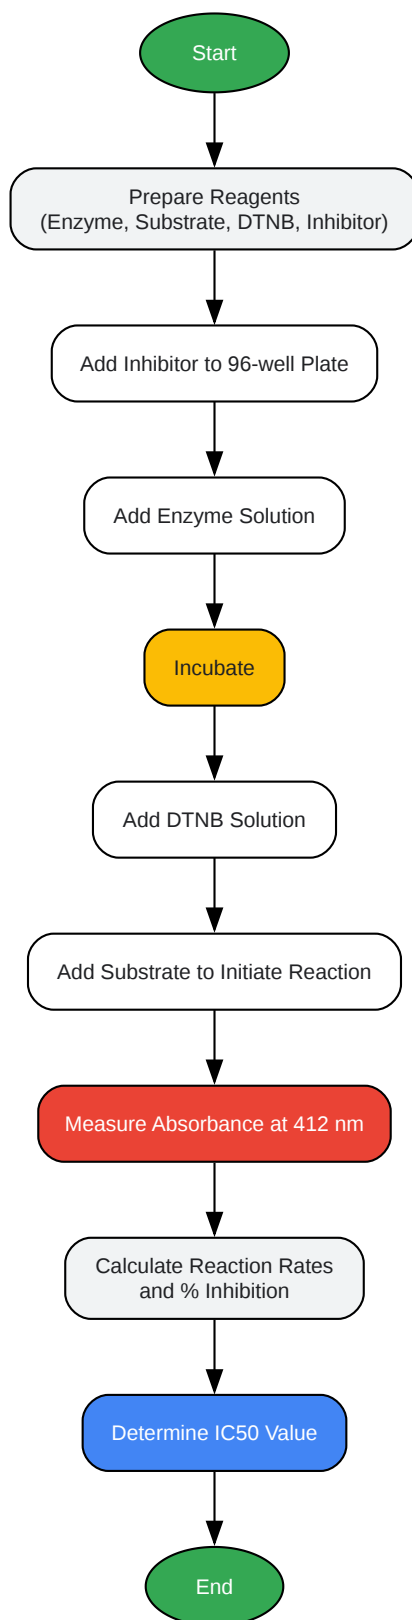 Start
Prepare Reagents
(Enzyme, Substrate, DTNB, Inhibitor)
Add Inhibitor to 96-well Plate
Add Enzyme Solution
Incubate
Add DTNB Solution
Add Substrate to Initiate Reaction
Measure Absorbance at 412 nm
Calculate Reaction Rates
and % Inhibition
Determine IC50 Value
End